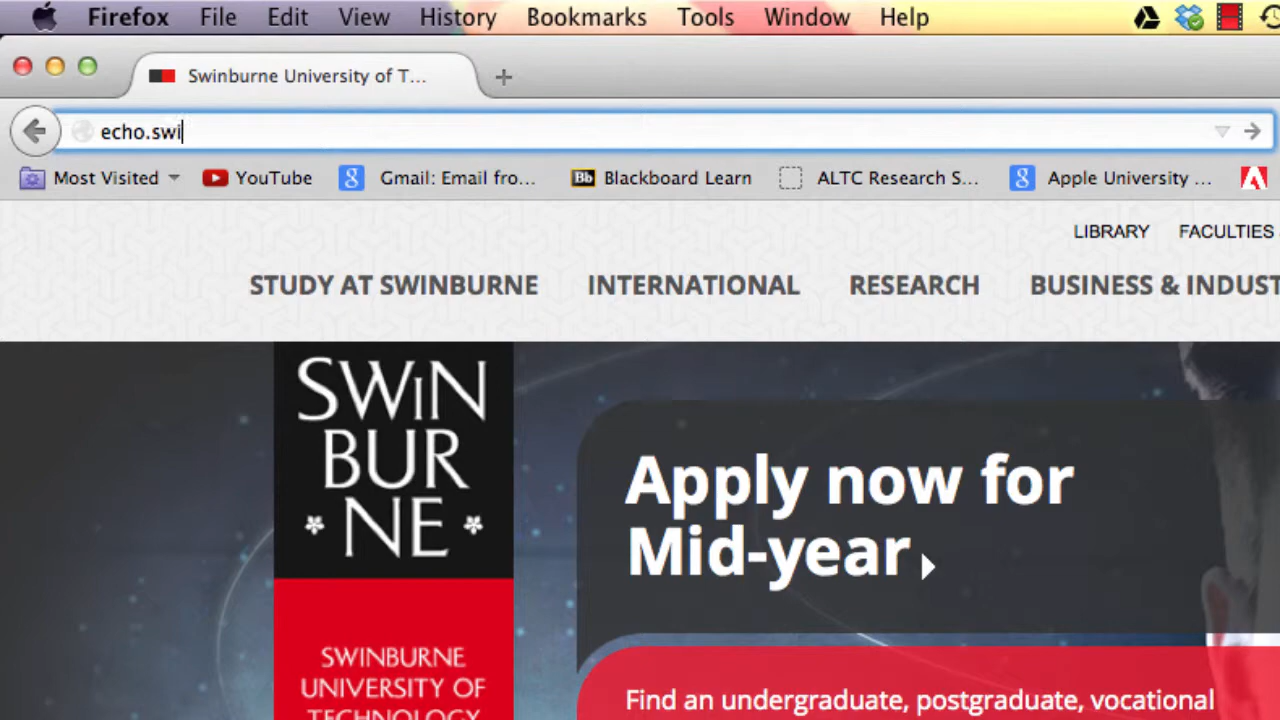 Firefox File Edit View History Bookmarks Tools Window Help
Swinburne University of T...
echo.swi
Most Visited YouTube Gmail: Email fro... Bb Blackboard Learn ALTC Research S... Apple University ...
LIBRARY FACULTIES
STUDY AT SWINBURNE INTERNATIONAL RESEARCH BUSINESS & INDUST
SWIN
BUR
NE
Apply now for
Mid-year
SWINBURNE
UNIVERSITY OF
TECHNOLOGY
Find an undergraduate, postgraduate, vocational